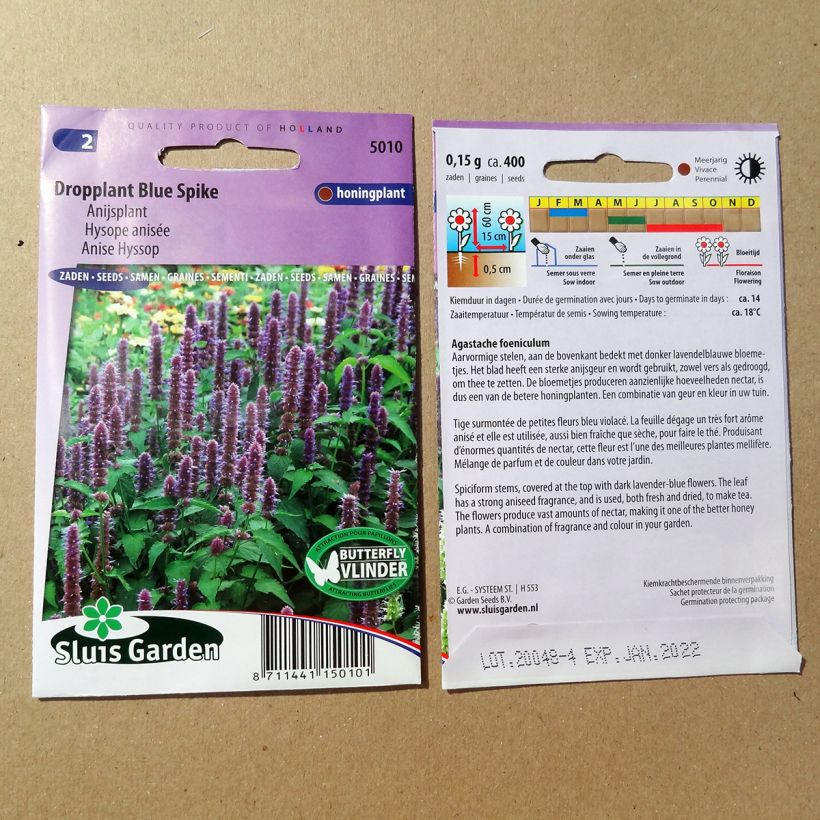 QUALITY PRODUCT OF HOLLAND
2
5010
Dropplant Blue Spike
honingplant
Anijsplant
Hysope anisée
Anise Hyssop
ZADEN • SEEDS • SAMEN • GRAINES • SEMENTI • ZADEN • SEEDS • SAMEN • GRAINES • SEM
ATTRACTION POUR PAPILLONS
BUTTERFLY
VLINDER
ATTRACTING BUTTERFLIES
Sluis Garden
8 711441 150101
0,15 g ca. 400
zaden | graines | seeds
Meerjarig
Vivace
Perennial
J F M A M J J A S O N D
60 cm
15 cm
0,5 cm
Zaaien
onder glas
Semer sous verre
Sow indoor
Zaaien in
de vollegrond
Semer en pleine terre
Sow outdoor
Bloeitijd
Floraison
Flowering
Kiemduur in dagen • Durée de germination avec jours • Days to germinate in days : ca. 14
Zaaitemperatuur • Températur de semis • Sowing temperature : ca. 18°C
Agastache foeniculum
Aarvormige stelen, aan de bovenkant bedekt met donker lavendelblauwe bloeme-
tjes. Het blad heeft een sterke anijsgeur en wordt gebruikt, zowel vers als gedroogd,
om thee te zetten. De bloemetjes produceren aanzienlijke hoeveelheden nectar, is
dus een van de betere honingplanten. Een combinatie van geur en kleur in uw tuin.
Tige surmontée de petites fleurs bleu violacé. La feuille dégage un très fort arôme
anisé et elle est utilisée, aussi bien fraîche que sèche, pour faire le thé. Produisant
d'énormes quantités de nectar, cette fleur est l'une des meilleures plantes mellifère.
Mélange de parfum et de couleur dans votre jardin.
Spiciform stems, covered at the top with dark lavender-blue flowers. The leaf
has a strong aniseed fragrance, and is used, both fresh and dried, to make tea.
The flowers produce vast amounts of nectar, making it one of the better honey
plants. A combination of fragrance and colour in your garden.
E.G. - SYSTEEM ST. | H 553
© Garden Seeds B.V.
www.sluisgarden.nl
Kiemkrachtbeschermende binnenverpakking
Sachet protecteur de la germination
Germination protecting package
LOT.20048-4 EXP.JAN.2022